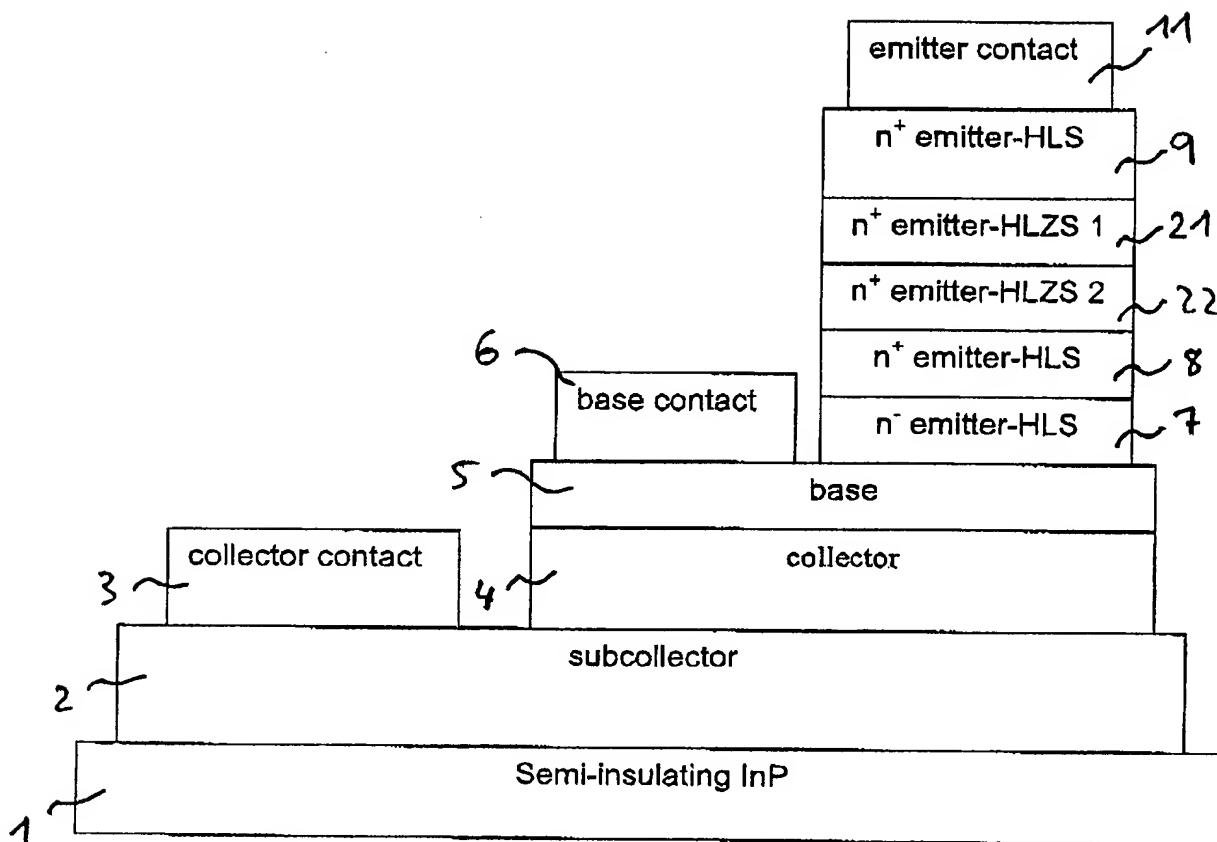 11
emitter contact
n⁺ emitter-HLS
9
n⁺ emitter-HLZS 1
21
n⁺ emitter-HLZS 2
22
6
n⁺ emitter-HLS
8
base contact
n⁻ emitter-HLS
7
5
base
collector contact
collector
3
4
subcollector
2
Semi-insulating InP
1